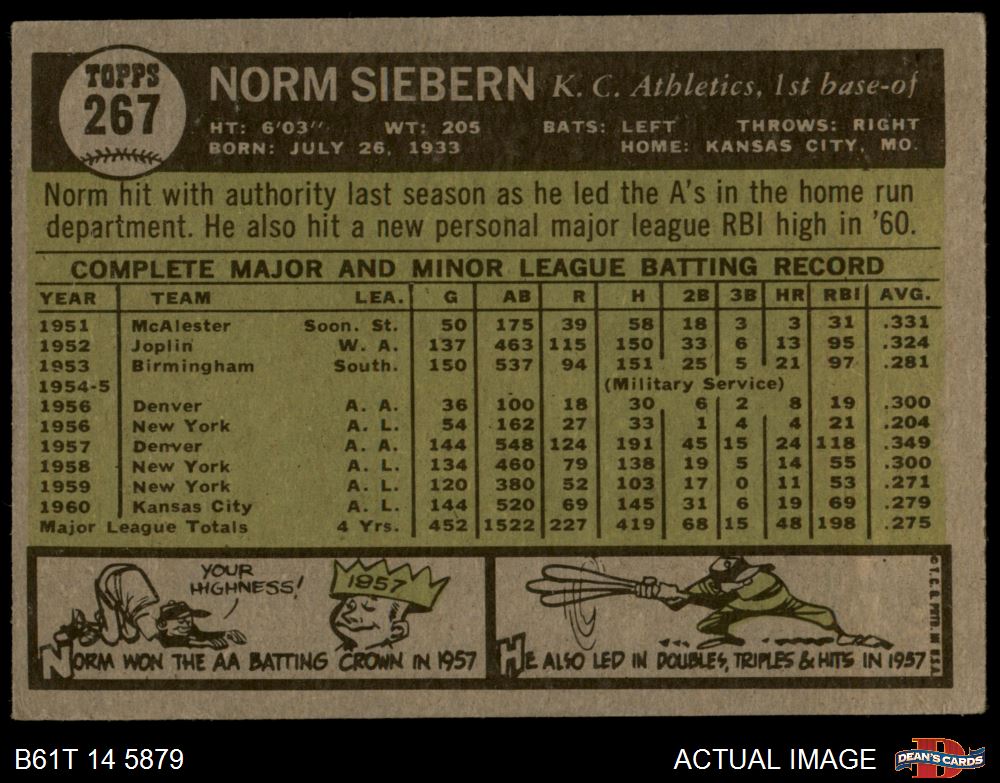 TOPPS
267
NORM SIEBERN K. C. Athletics, 1st base-of
HT: 6'03" WT: 205 BATS: LEFT THROWS: RIGHT
BORN: JULY 26, 1933 HOME: KANSAS CITY, MO.
Norm hit with authority last season as he led the A's in the home run
department. He also hit a new personal major league RBI high in '60.
COMPLETE MAJOR AND MINOR LEAGUE BATTING RECORD
YEAR TEAM LEA. G AB R H 2B 3B HR RBI AVG.
1951 McAlester Soon. St. 50 175 39 58 18 3 3 31 .331
1952 Joplin W. A. 137 463 115 150 33 6 13 95 .324
1953 Birmingham South. 150 537 94 151 25 5 21 97 .281
1954-5 (Military Service)
1956 Denver A. A. 36 100 18 30 6 2 8 19 .300
1956 New York A. L. 54 162 27 33 1 4 4 21 .204
1957 Denver A. A. 144 548 124 191 45 15 24 118 .349
1958 New York A. L. 134 460 79 138 19 5 14 55 .300
1959 New York A. L. 120 380 52 103 17 0 11 53 .271
1960 Kansas City A. L. 144 520 69 145 31 6 19 69 .279
Major League Totals 4 Yrs. 452 1522 227 419 68 15 48 198 .275
YOUR
HIGHNESS!
1957
NORM WON THE AA BATTING CROWN IN 1957
HE ALSO LED IN DOUBLES, TRIPLES & HITS IN 1957
© T. C. G. PRTD. IN U.S.A.
B61T 14 5879
ACTUAL IMAGE
D
DEAN'S CARDS